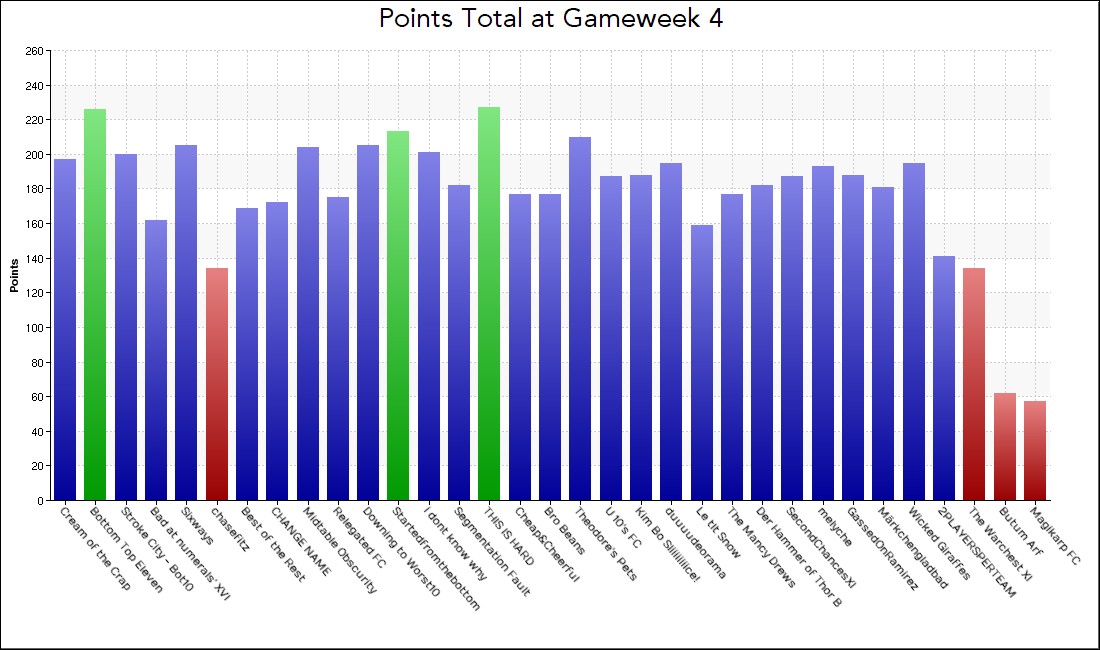 Points Total at Gameweek 4
260
240
220
200
180
160
140
120
100
80
60
40
20
0
Points
Cream of the Crap
Bottom Top Eleven
Stroke City - Bot10
Bad at numerals' XVI
Sixways
chasefitz
Best of the Rest
CHANGE NAME
Midtable Obscurity
Relegated FC
Downing to Worst10
Startedfromthebottom
I dont know why
Segmentation Fault
THIS IS HARD
Cheap&Cheerful
Bro Beans
Theodore's Pets
U10's FC
duuuudeorama
Le tit Snow
The Mancy Drews
Der Hammer of Thor B
SecondChancesXI
melyche
GassedOnRamirez
Märkchengladbad
Wicked Giraffes
2PLAYERSPERTEAM
The Warchest XI
Butum Arf
Magikarp FC